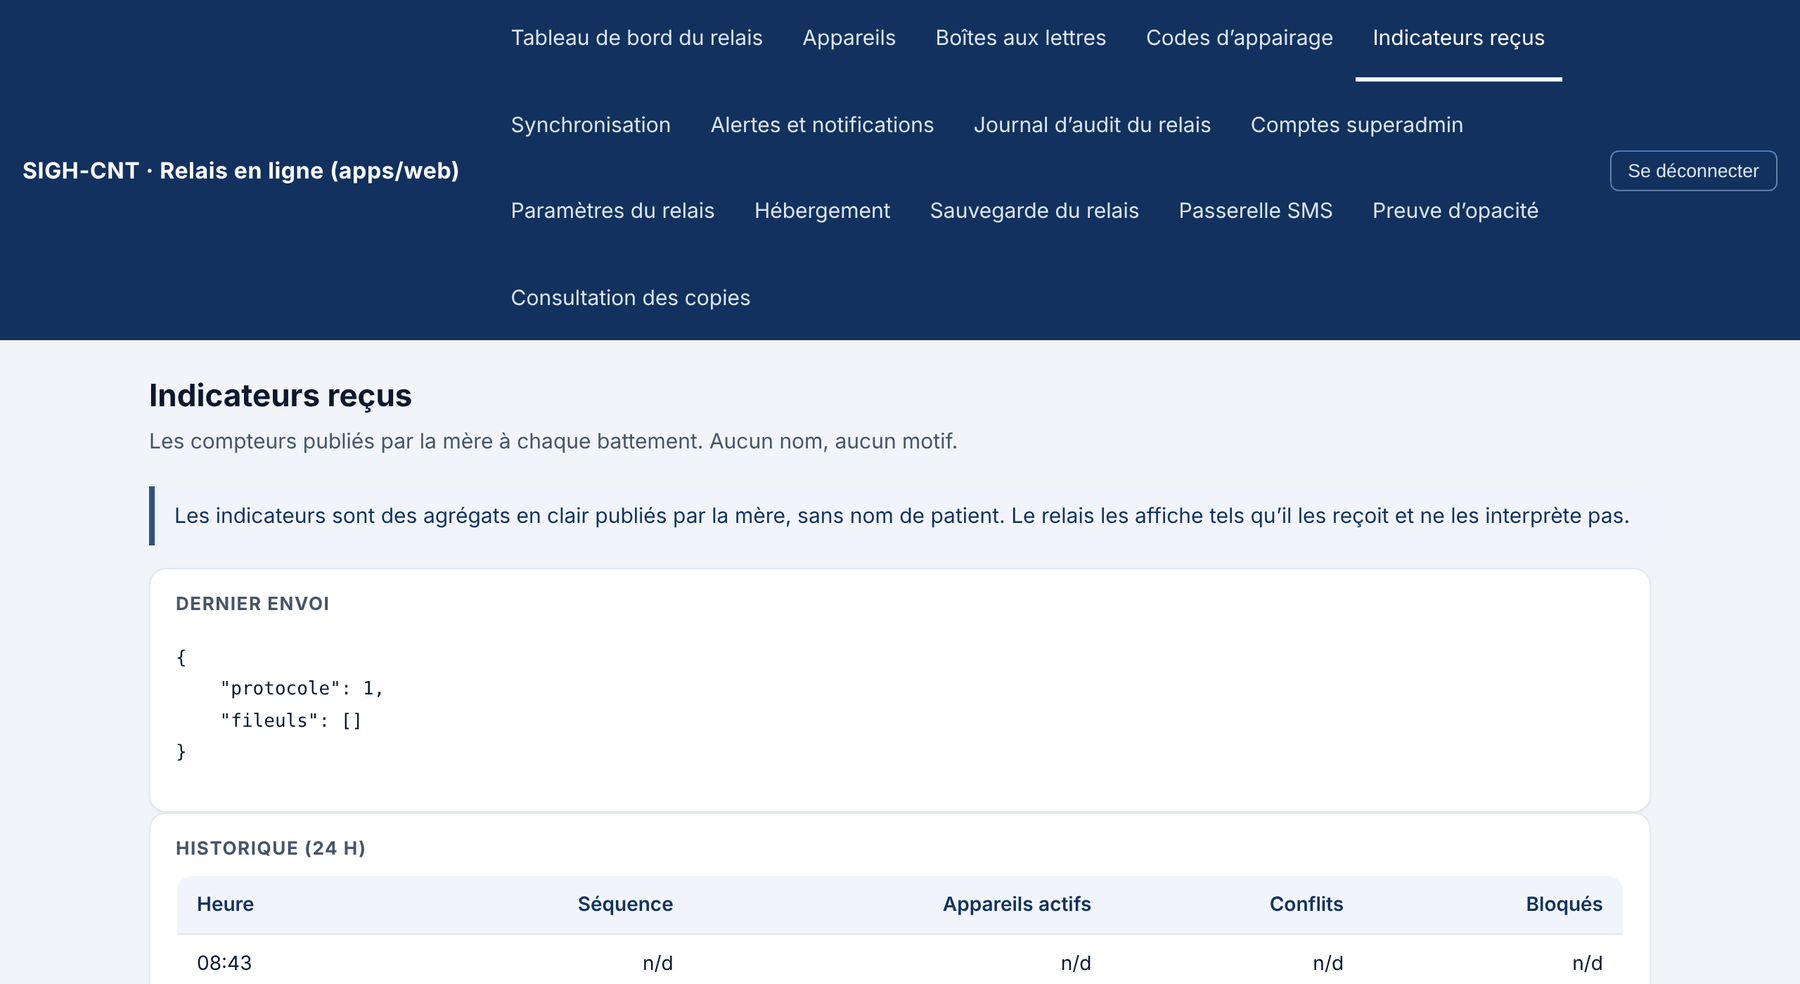 Tableau de bord du relais Appareils Boîtes aux lettres Codes d’appairage Indicateurs reçus
Synchronisation Alertes et notifications Journal d’audit du relais Comptes superadmin
SIGH-CNT · Relais en ligne (apps/web)
Se déconnecter
Paramètres du relais Hébergement Sauvegarde du relais Passerelle SMS Preuve d’opacité
Consultation des copies
Indicateurs reçus
Les compteurs publiés par la mère à chaque battement. Aucun nom, aucun motif.
Les indicateurs sont des agrégats en clair publiés par la mère, sans nom de patient. Le relais les affiche tels qu’il les reçoit et ne les interprète pas.
DERNIER ENVOI
{
    "protocole": 1,
    "fileuls": []
}
HISTORIQUE (24 H)
Heure Séquence Appareils actifs Conflits Bloqués
08:43 n/d n/d n/d n/d